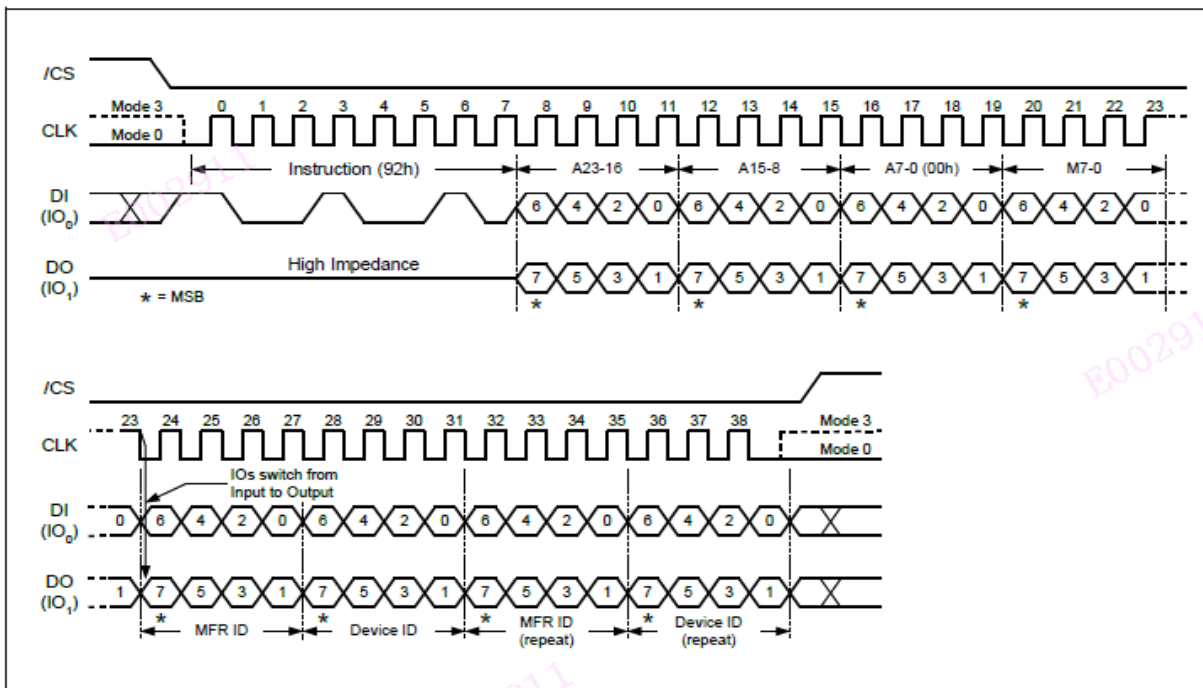 /CS
Mode 3 0 1 2 3 4 5 6 7 8 9 10 11 12 13 14 15 16 17 18 19 20 21 22 23
CLK Mode 0
Instruction (92h) A23-16 A15-8 A7-0 (00h) M7-0
DI
(IO0) 6 4 2 0 6 4 2 0 6 4 2 0 6 4 2 0
High Impedance
DO
(IO1) 7 5 3 1 7 5 3 1 7 5 3 1 7 5 3 1
* = MSB * * * *
E002911
E002911
/CS
23 24 25 26 27 28 29 30 31 32 33 34 35 36 37 38 Mode 3
CLK Mode 0
IOs switch from
Input to Output
DI
(IO0) 0 6 4 2 0 6 4 2 0 6 4 2 0 6 4 2 0
DO
(IO1) 1 7 5 3 1 7 5 3 1 7 5 3 1 7 5 3 1
* * * *
MFR ID Device ID MFR ID
(repeat) Device ID
(repeat)